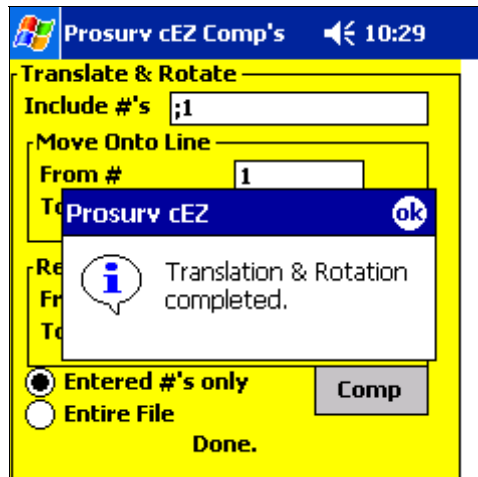 Prosurv cEZ Comp's 10:29
Translate & Rotate
Include #'s ;1
Move Onto Line
From # 1
Prosurv cEZ ok
Translation & Rotation
completed.
Entered #'s only Comp
Entire File
Done.